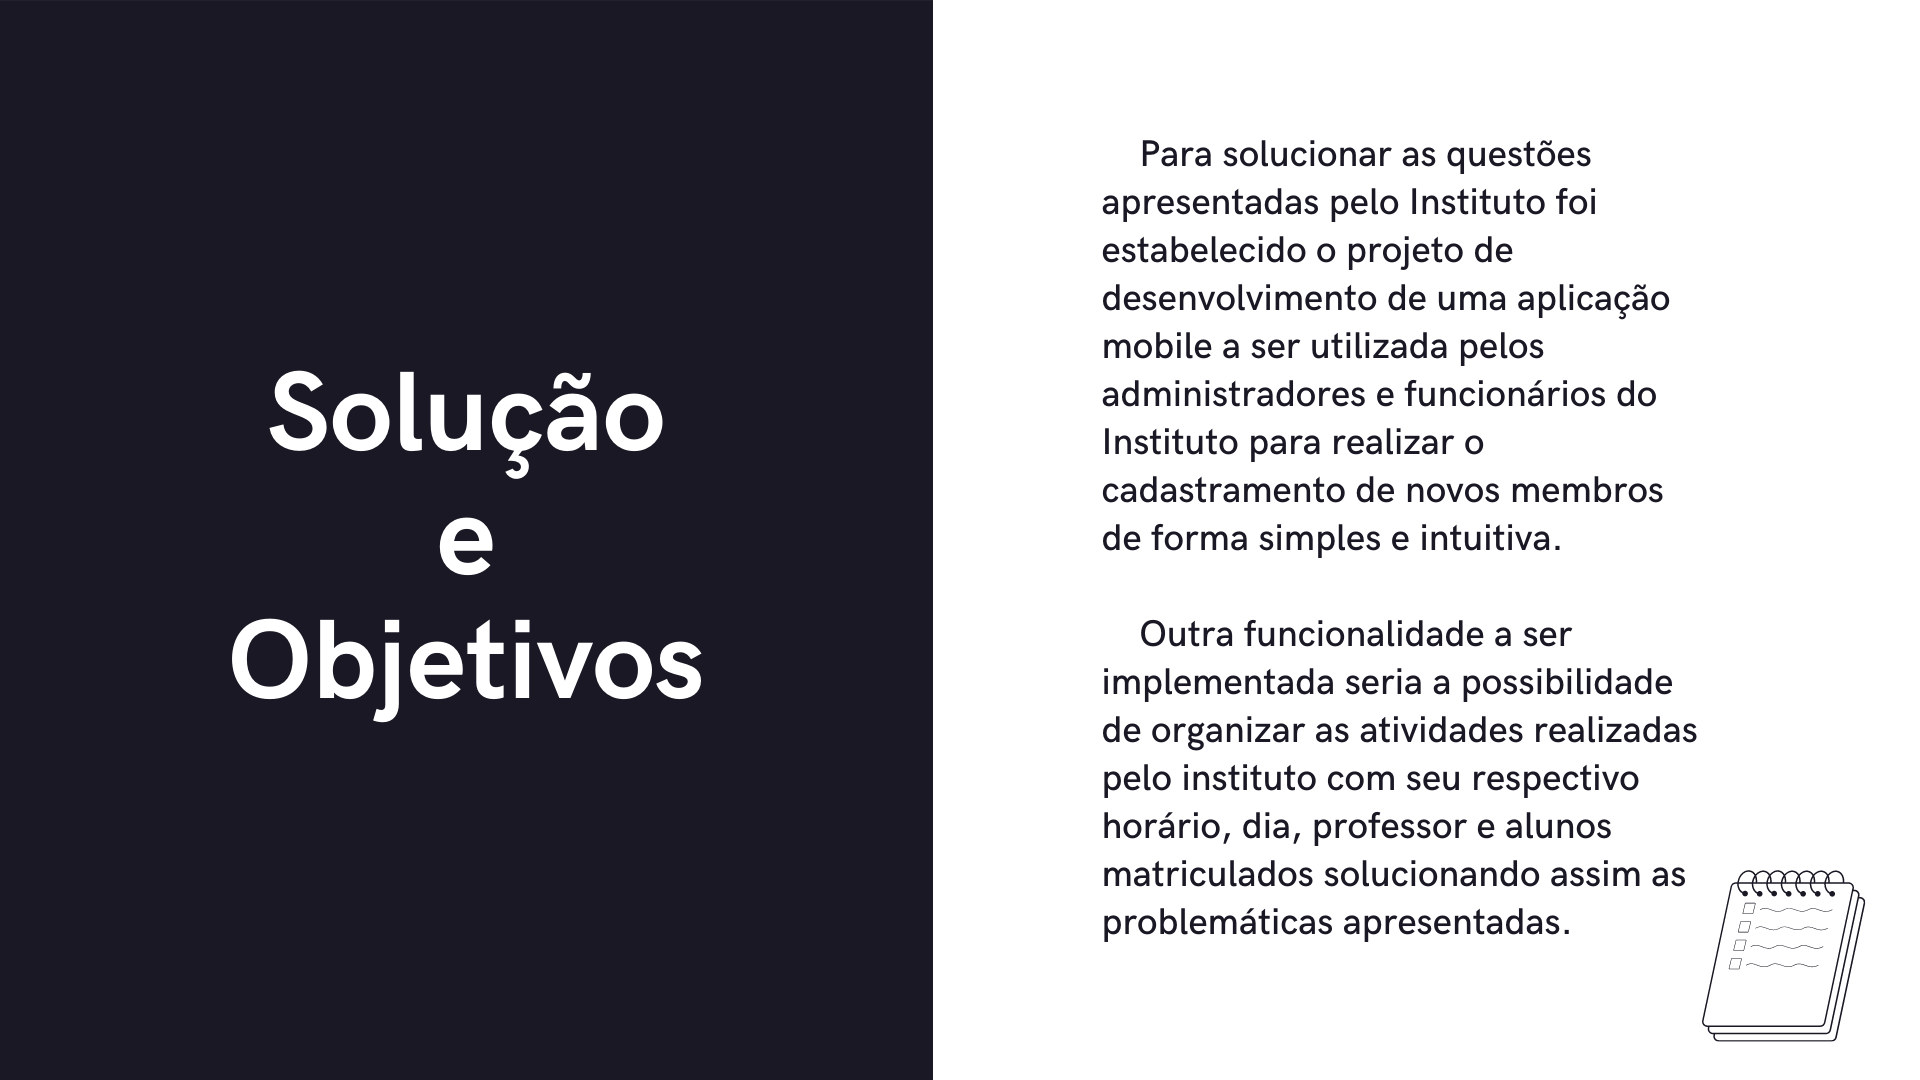 Solução
e
Objetivos
Para solucionar as questões
apresentadas pelo Instituto foi
estabelecido o projeto de
desenvolvimento de uma aplicação
mobile a ser utilizada pelos
administradores e funcionários do
Instituto para realizar o
cadastramento de novos membros
de forma simples e intuitiva.
Outra funcionalidade a ser
implementada seria a possibilidade
de organizar as atividades realizadas
pelo instituto com seu respectivo
horário, dia, professor e alunos
matriculados solucionando assim as
problemáticas apresentadas.